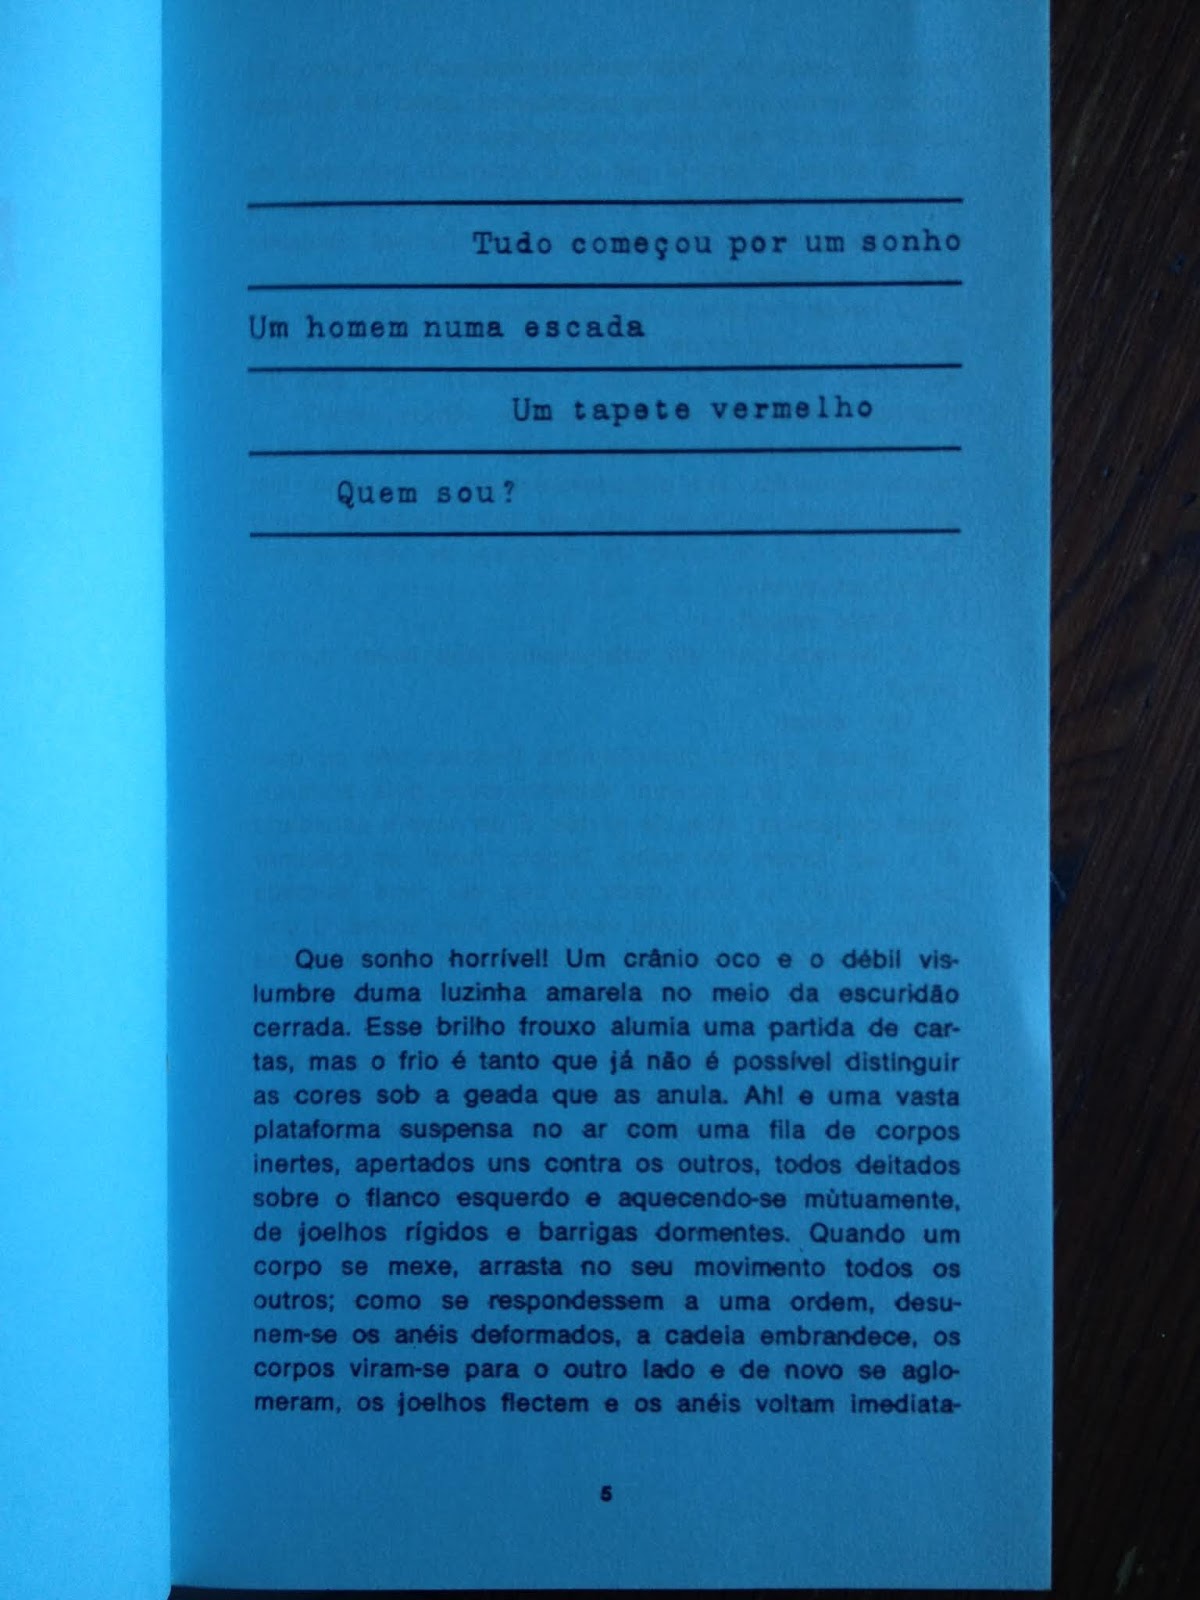 Tudo começou por um sonho
Um homem numa escada
Um tapete vermelho
Quem sou?
Que sonho horrível! Um crânio oco e o débil vis-
lumbre duma luzinha amarela no meio da escuridão
cerrada. Esse brilho frouxo alumia uma partida de car-
tas, mas o frio é tanto que já não é possível distinguir
as cores sob a geada que as anula. Ah! e uma vasta
plataforma suspensa no ar com uma fila de corpos
inertes, apertados uns contra os outros, todos deitados
sobre o flanco esquerdo e aquecendo-se mùtuamente,
de joelhos rígidos e barrigas dormentes. Quando um
corpo se mexe, arrasta no seu movimento todos os
outros; como se respondessem a uma ordem, desu-
nem-se os anéis deformados, a cadeia embrandece, os
corpos viram-se para o outro lado e de novo se aglo-
meram, os joelhos flectem e os anéis voltam imediata-
5